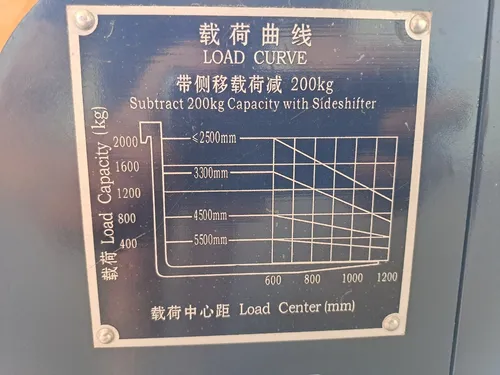 载荷曲线
LOAD CURVE
带侧移载荷减 200kg
Subtract 200kg Capacity with Sideshifter
载荷 Load Capacity (kg)
2000
1600
1200
800
400
≤2500mm
3300mm
4500mm
5500mm
600 800 1000 1200
载荷中心距 Load Center (mm)